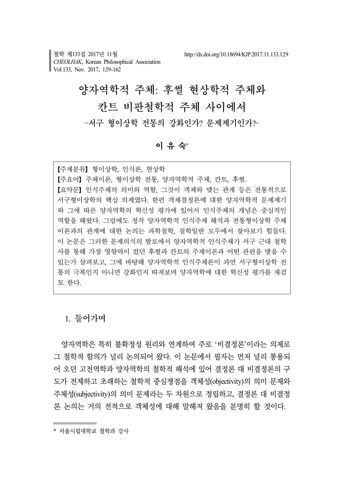 철학 제133집 2017년 11월
http://dx.doi.org/10.18694/KJP.2017.11.133.129
CHEOLHAK, Korean Philosophical Association
Vol.133, Nov. 2017, 129-162
양자역학적 주체: 후썰 현상학적 주체와
칸트 비판철학적 주체 사이에서
-서구 형이상학 전통의 강화인가? 문제제기인가?-
이 유 숙*
【주제분류】 형이상학, 인식론, 현상학
【주요어】 주체이론, 형이상학 전통, 양자역학적 주체, 칸트, 후썰.
【요약문】 인식주체의 의미와 역할, 그것이 객체와 맺는 관계 등은 전통적으로
서구형이상학의 핵심 의제였다. 한편 객체결정론에 대한 양자역학적 문제제기
와 그에 따른 양자역학의 혁신성 평가에 있어서 인식주체의 개념은 중심적인
역할을 해왔다. 그럼에도 정작 양자역학적 인식주체 해석과 전통형이상학 주체
이론과의 관계에 대한 논의는 과학철학, 철학일반 모두에서 찾아보기 힘들다.
이 논문은 그러한 문제의식의 발로에서 양자역학적 인식주체가 서구 근대 철학
사를 통해 가장 영향력이 컸던 후썰과 칸트의 주체이론과 어떤 관련을 맺을 수
있는가 살펴보고, 그에 바탕해 양자역학적 인식주체론이 과연 서구형이상학 전
통의 극복인지 아니면 강화인지 따져보며 양자역학에 대한 혁신성 평가를 재검
토 한다.
1. 들어가며
양자역학은 특히 불확정성 원리와 연계하여 주로 '비결정론'이라는 의제로
그 철학적 함의가 널리 논의되어 왔다. 이 논문에서 필자는 먼저 널리 통용되
어 오던 고전역학과 양자역학의 철학적 해석에 있어 결정론 대 비결정론의 구
도가 전제하고 초래하는 철학적 중심쟁점을 객체성(objectivity)의 의미 문제와
주체성(subjectivity)의 의미 문제라는 두 차원으로 정립하고, 결정론 대 비결정
론 논의는 거의 전적으로 객체성에 대해 말해져 왔음을 분명히 할 것이다.
* 서울시립대학교 철학과 강사